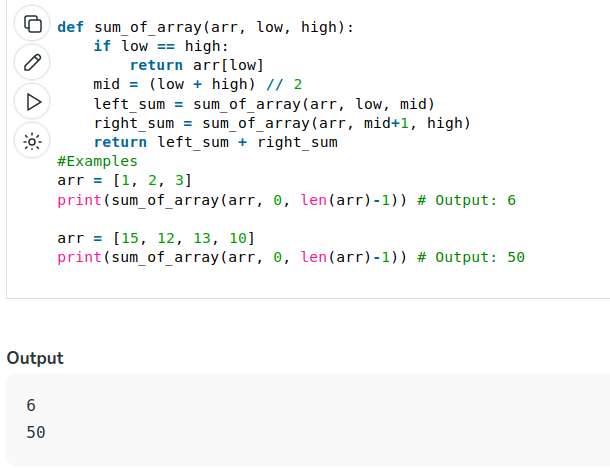 def sum_of_array(arr, low, high):
    if low == high:
        return arr[low]
    mid = (low + high) // 2
    left_sum = sum_of_array(arr, low, mid)
    right_sum = sum_of_array(arr, mid+1, high)
    return left_sum + right_sum
#Examples
arr = [1, 2, 3]
print(sum_of_array(arr, 0, len(arr)-1)) # Output: 6

arr = [15, 12, 13, 10]
print(sum_of_array(arr, 0, len(arr)-1)) # Output: 50
Output
6
50